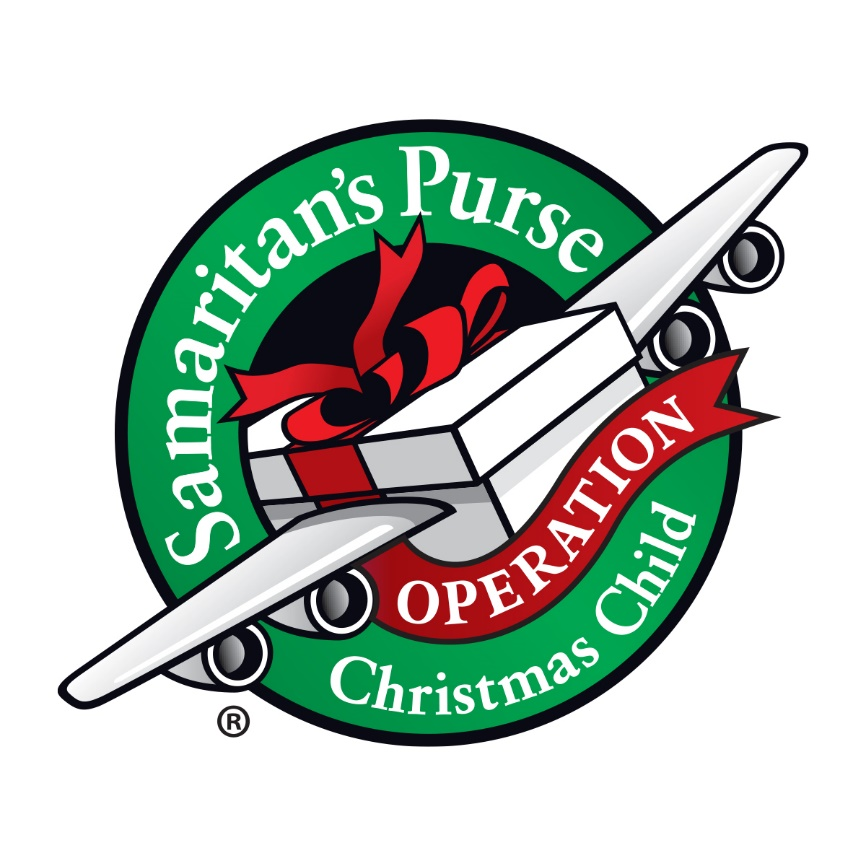 Samaritan's Purse
OPERATION
Christmas Child
®